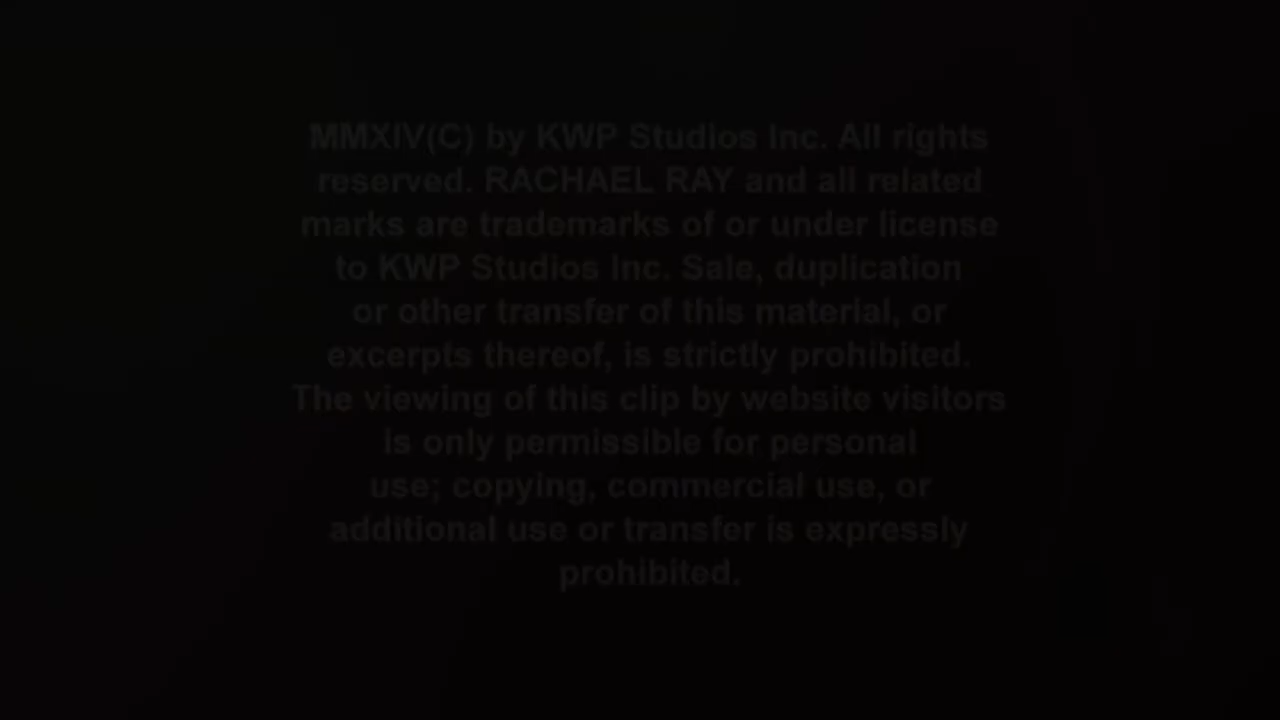 MMXIV(C) by KWP Studios Inc. All rights
reserved. RACHAEL RAY and all related
marks are trademarks of or under license
to KWP Studios Inc. Sale, duplication
or other transfer of this material, or
excerpts thereof, is strictly prohibited.
The viewing of this clip by website visitors
is only permissible for personal
use; copying, commercial use, or
additional use or transfer is expressly
prohibited.